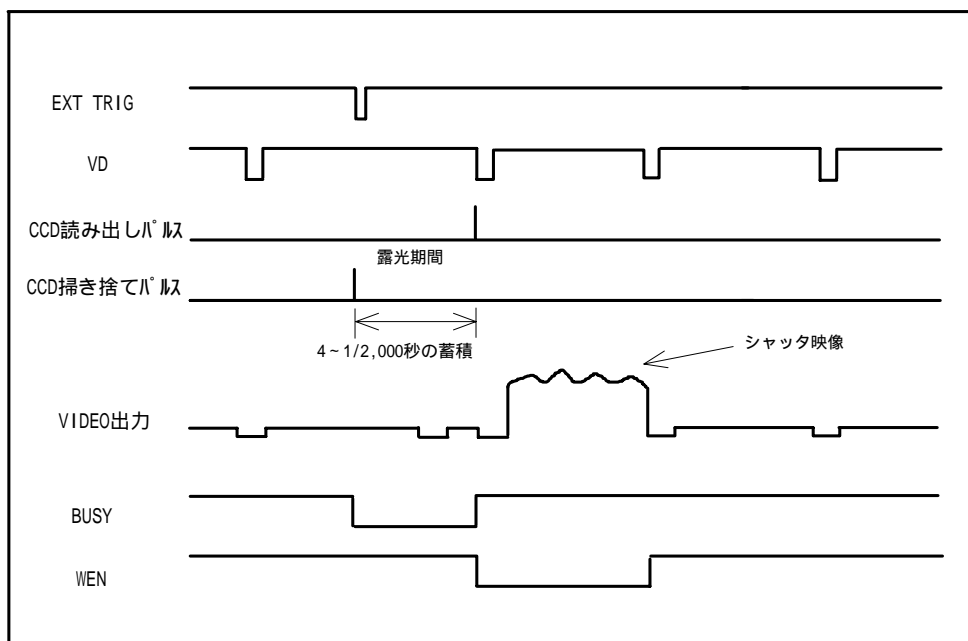 EXT TRIG
VD
CCD読み出しパルス
露光期間
CCD掃き捨てパルス
4~1/2,000秒の蓄積
シャッタ映像
VIDEO出力
BUSY
WEN